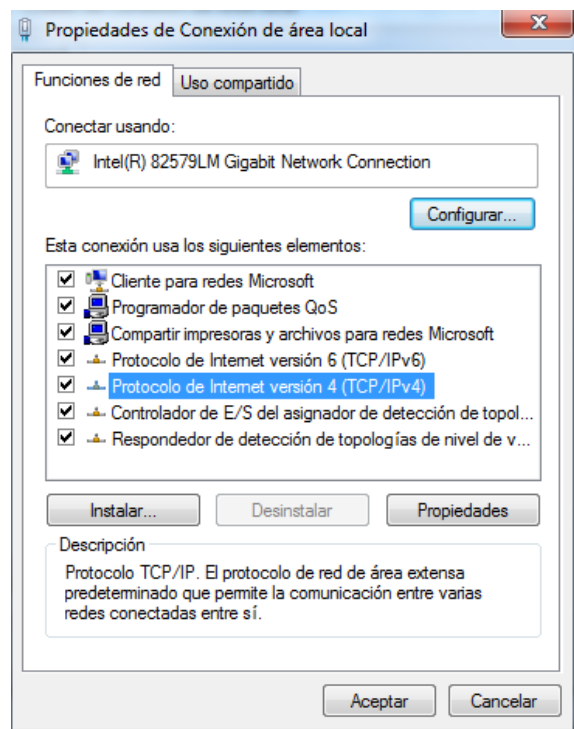 Propiedades de Conexión de área local
Funciones de red
Uso compartido
Conectar usando:
Intel(R) 82579LM Gigabit Network Connection
Configurar...
Esta conexión usa los siguientes elementos:
Cliente para redes Microsoft
Programador de paquetes QoS
Compartir impresoras y archivos para redes Microsoft
Protocolo de Internet versión 6 (TCP/IPv6)
Protocolo de Internet versión 4 (TCP/IPv4)
Controlador de E/S del asignador de detección de topol...
Respondedor de detección de topologías de nivel de v...
Instalar...
Desinstalar
Propiedades
Descripción
Protocolo TCP/IP. El protocolo de red de área extensa
predeterminado que permite la comunicación entre varias
redes conectadas entre sí.
Aceptar
Cancelar